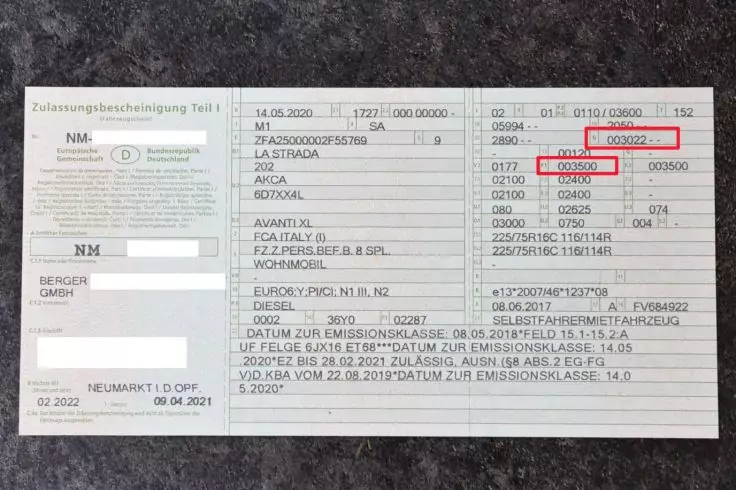 Zulassungsbescheinigung Teil I
(Fahrzeugschein)
Nr. NM-
Europäische Gemeinschaft
D
Bundesrepublik Deutschland
NM
BERGER
GMBH
C.1.3 Anschrift
NEUMARKT I.D.OPF.
02.2022 09.04.2021
14.05.2020 1727 000 00000 -
M1 SA
ZFA25000002F55769 9
LA STRADA
202
AKCA
6D7XX4L
AVANTI XL
FCA ITALY (I)
FZ.Z.PERS.BEF.B. 8 SPL.
WOHNMOBIL
-
EURO6;Y;PI/CI; N1 III, N2
DIESEL
0002 36Y0 02287
02 01 0110 / 03600 152
05994 - - 2050 - -
2890 - - 003022 - -
- 00120 -
0177 003500 003500
02100 02400 -
02100 02400 -
080 02625 074
03000 0750 004 -
225/75R16C 116/114R
225/75R16C 116/114R
-
-
e13*2007/46*1237*08
08.06.2017 A FV684922
SELBSTFAHRERMIETFAHRZEUG
DATUM ZUR EMISSIONSKLASSE: 08.05.2018*FELD 15.1-15.2:A
UF FELGE 6JX16 ET68***DATUM ZUR EMISSIONSKLASSE: 14.05
.2020*EZ BIS 28.02.2021 ZULÄSSIG, AUSN.(§8 ABS.2 EG-FG
V)D.KBA VOM 22.08.2019*DATUM ZUR EMISSIONSKLASSE: 14.0
5.2020*